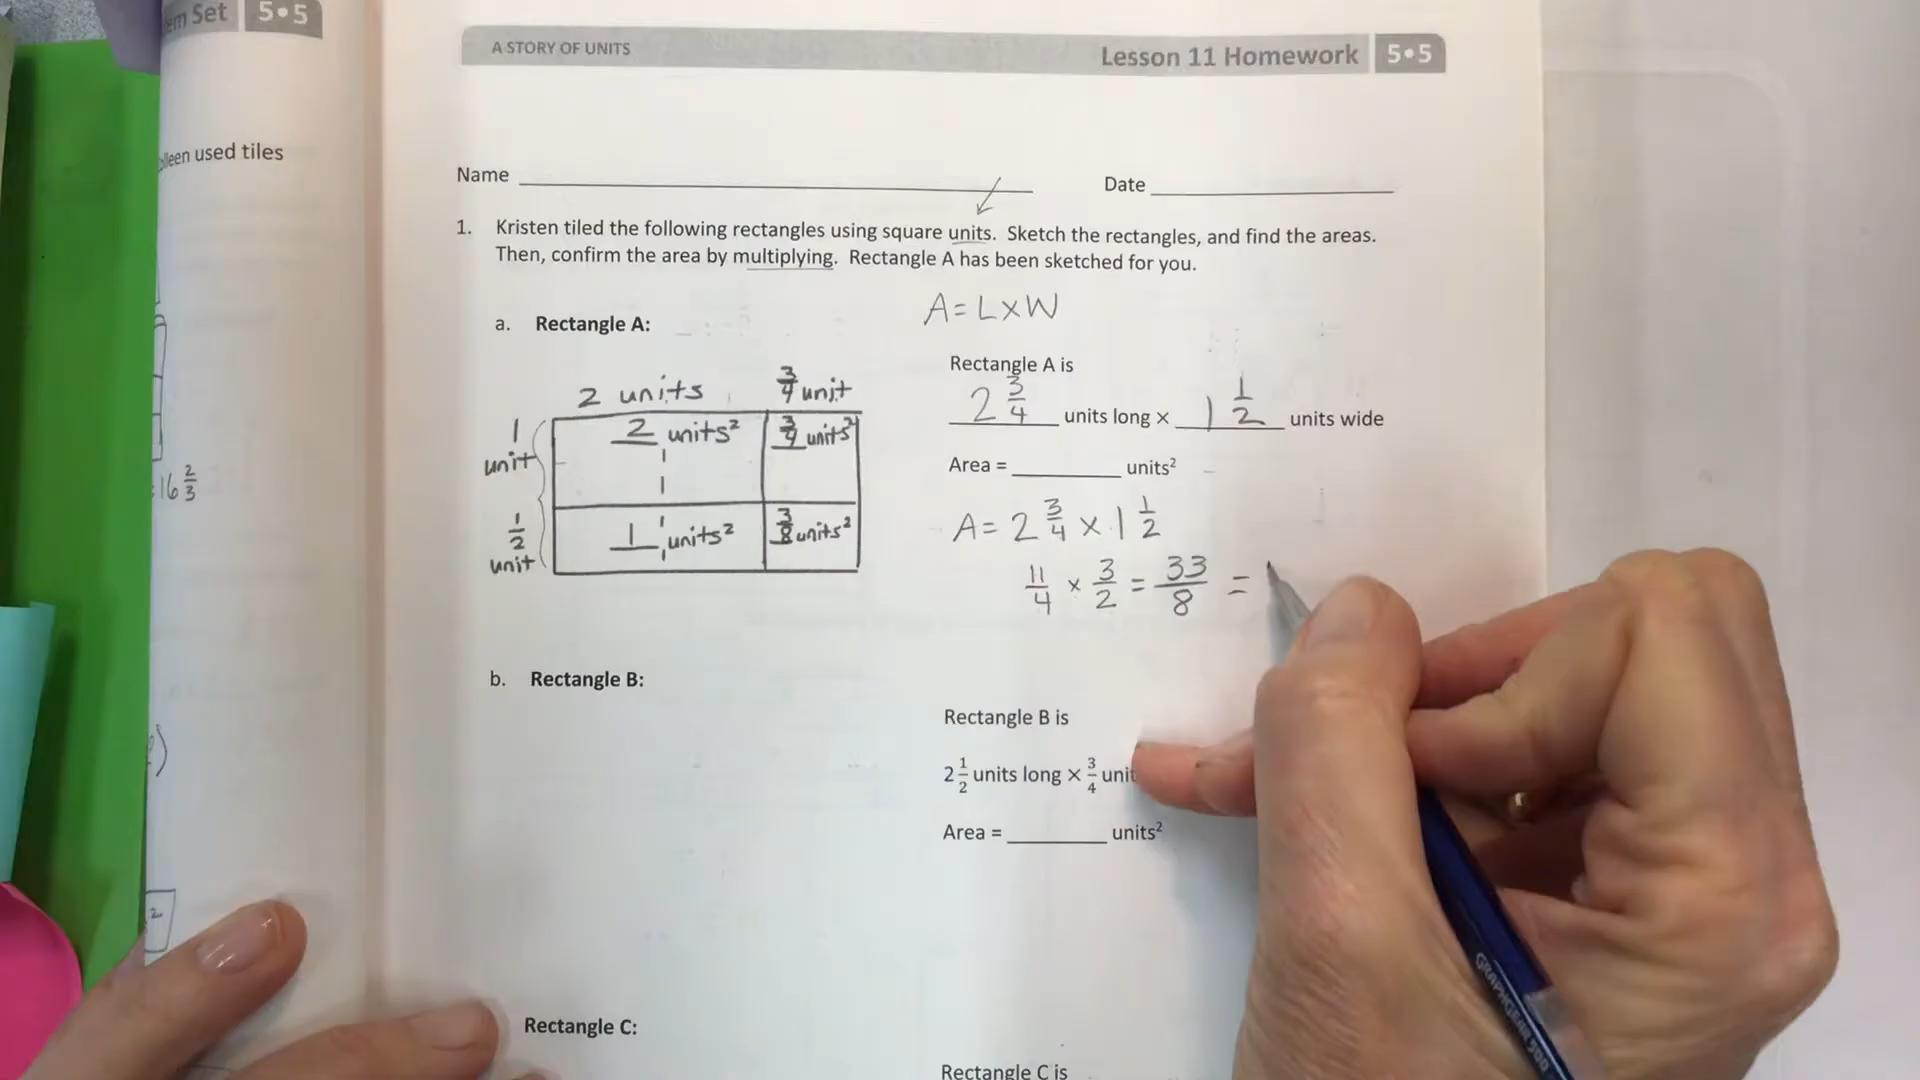 em Set 5•5
A STORY OF UNITS Lesson 11 Homework 5•5
used tiles
Name Date
1. Kristen tiled the following rectangles using square units. Sketch the rectangles, and find the areas.
Then, confirm the area by multiplying. Rectangle A has been sketched for you.
A = L x W
a. Rectangle A:
Rectangle A is
2 units 3/4 unit
2 3/4 units long × 1 1/2 units wide
1 unit
2 units² 3/4 units²
Area = units²
1/2 unit
1 units² 3/8 units²
A = 2 3/4 x 1 1/2
11/4 x 3/2 = 33/8 =
16 2/3
b. Rectangle B:
Rectangle B is
2 1/2 units long × 3/4 unit
Area = units²
Rectangle C:
Rectangle C is
GRAPHGEAR 500